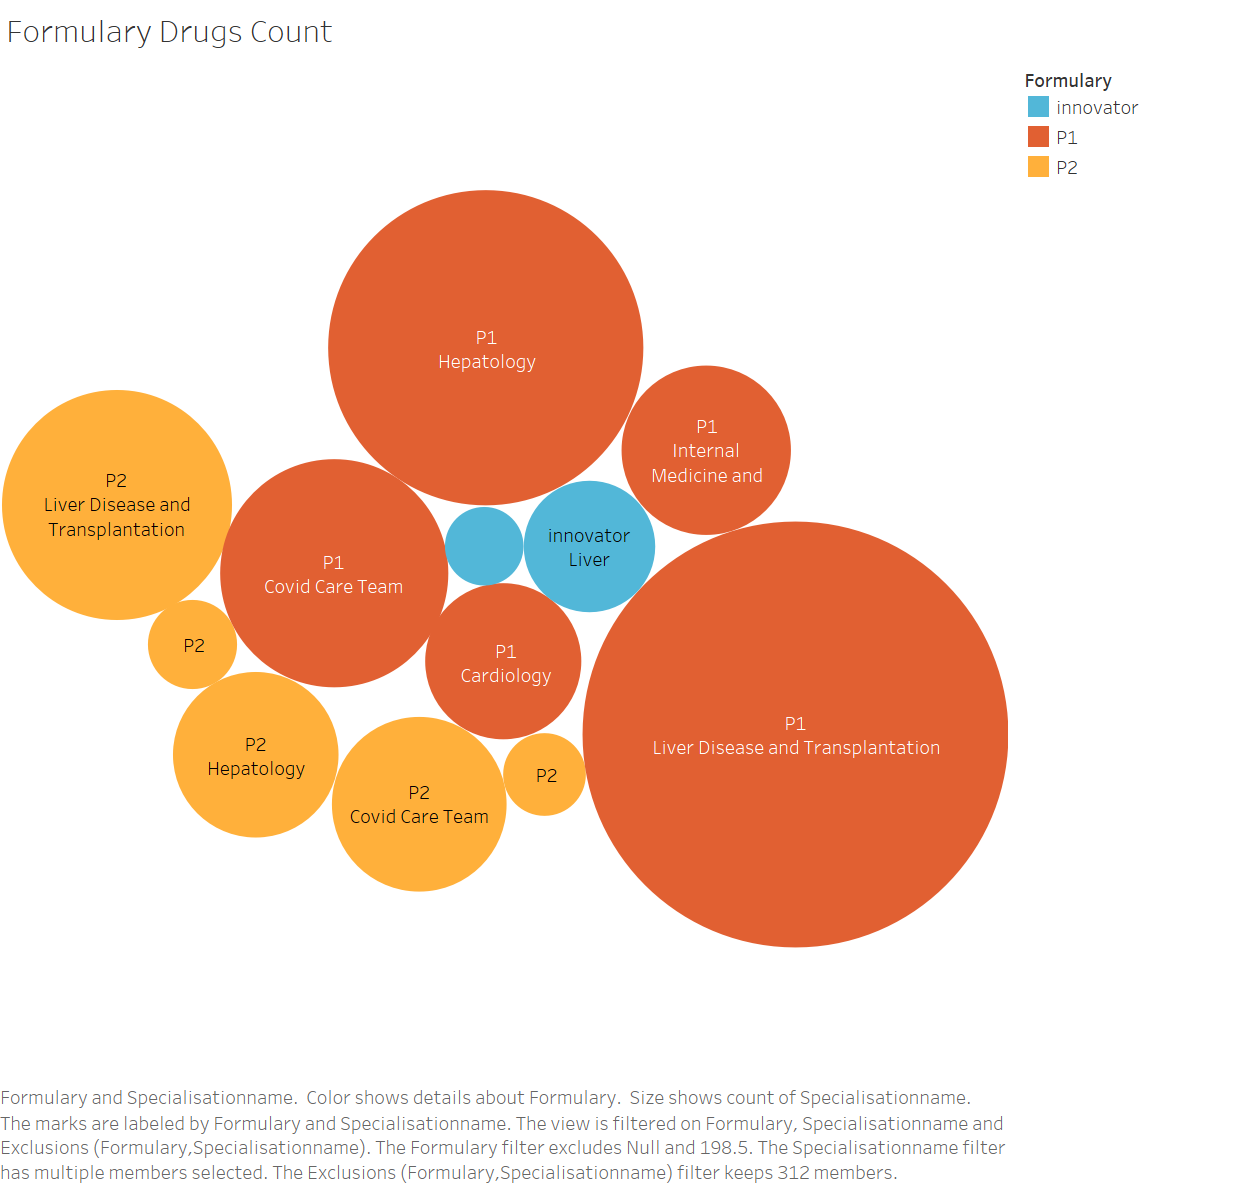 Formulary Drugs Count
Formulary
innovator
P1
P2
P1
Hepatology
P1
Internal
Medicine and
P2
Liver Disease and
Transplantation
innovator
Liver
P1
Covid Care Team
P2
P1
Cardiology
P1
Liver Disease and Transplantation
P2
Hepatology
P2
Covid Care Team
P2
Formulary and Specialisationname.  Color shows details about Formulary.  Size shows count of Specialisationname.
The marks are labeled by Formulary and Specialisationname. The view is filtered on Formulary, Specialisationname and
Exclusions (Formulary,Specialisationname). The Formulary filter excludes Null and 198.5. The Specialisationname filter
has multiple members selected. The Exclusions (Formulary,Specialisationname) filter keeps 312 members.